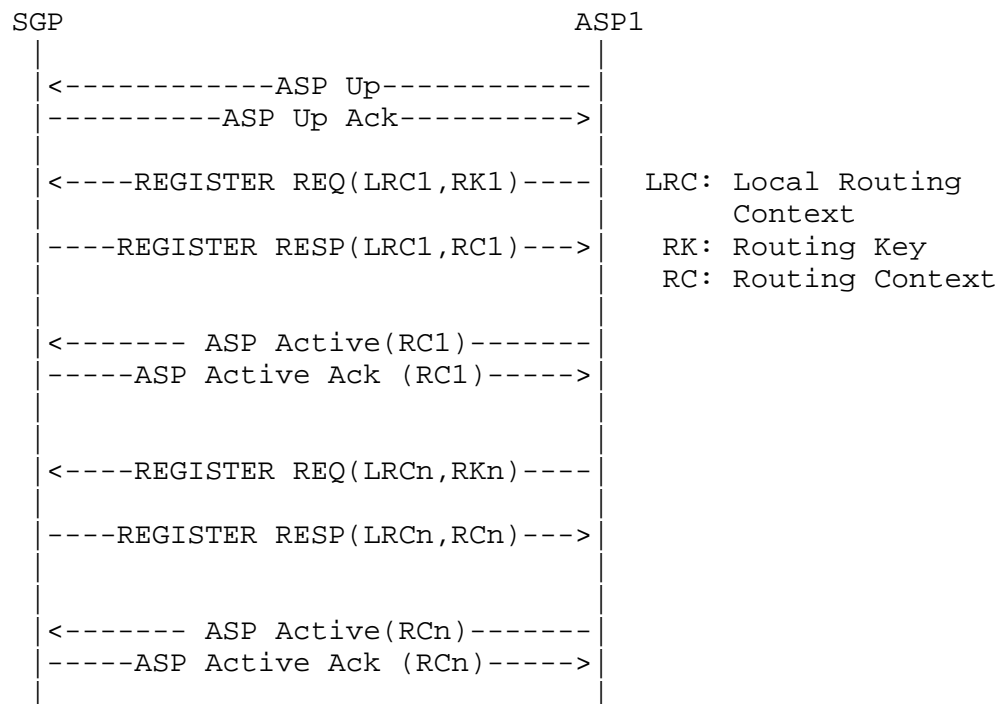 SGP                             ASP1
 |                               |
 |<------------ASP Up------------|
 |----------ASP Up Ack---------->|
 |                               |
 |<----REGISTER REQ(LRC1,RK1)----|  LRC: Local Routing
 |                               |       Context
 |----REGISTER RESP(LRC1,RC1)--->|   RK: Routing Key
 |                               |   RC: Routing Context
 |                               |
 |<------- ASP Active(RC1)-------|
 |-----ASP Active Ack (RC1)----->|
 |                               |
 |                               |
 |<----REGISTER REQ(LRCn,RKn)----|
 |                               |
 |----REGISTER RESP(LRCn,RCn)--->|
 |                               |
 |                               |
 |<------- ASP Active(RCn)-------|
 |-----ASP Active Ack (RCn)----->|
 |                               |